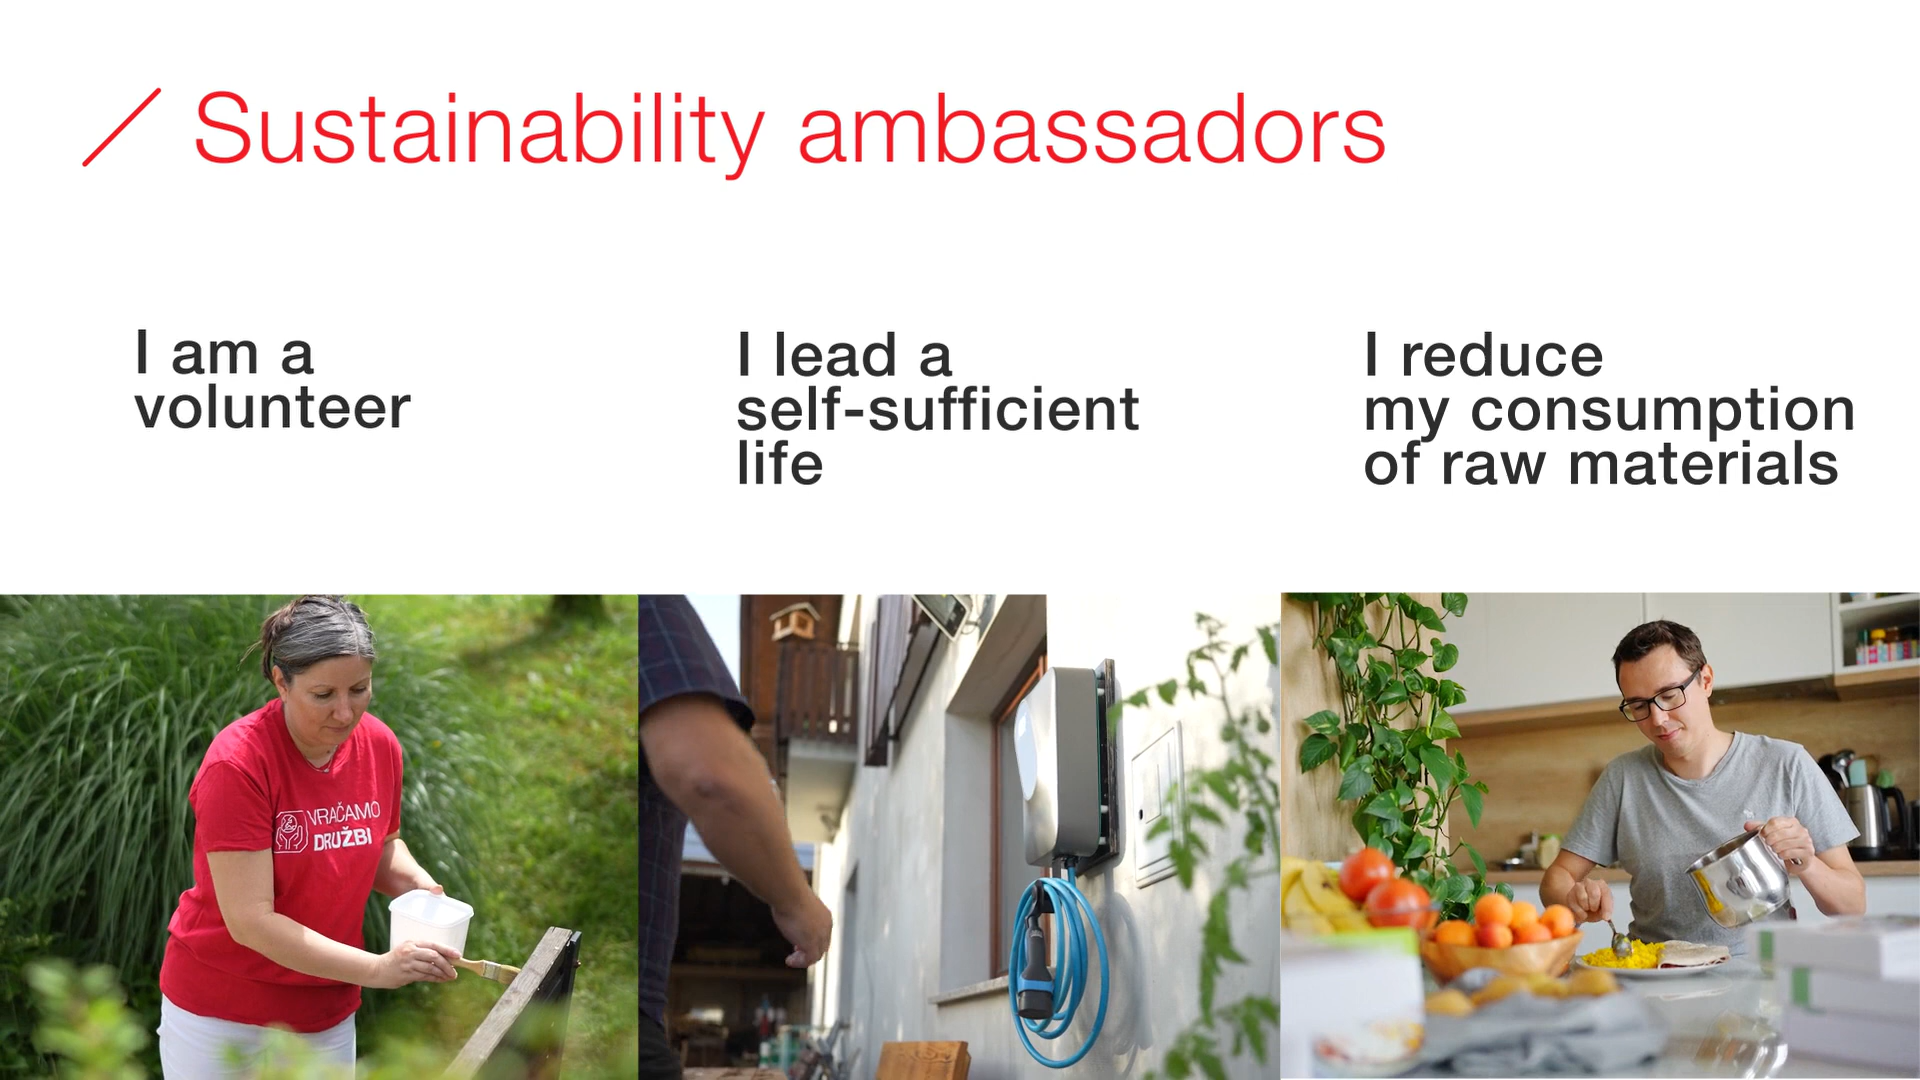 Sustainability ambassadors
I am a
volunteer
I lead a
self-sufficient
life
I reduce
my consumption
of raw materials
VRAČAMO
DRUŽBI